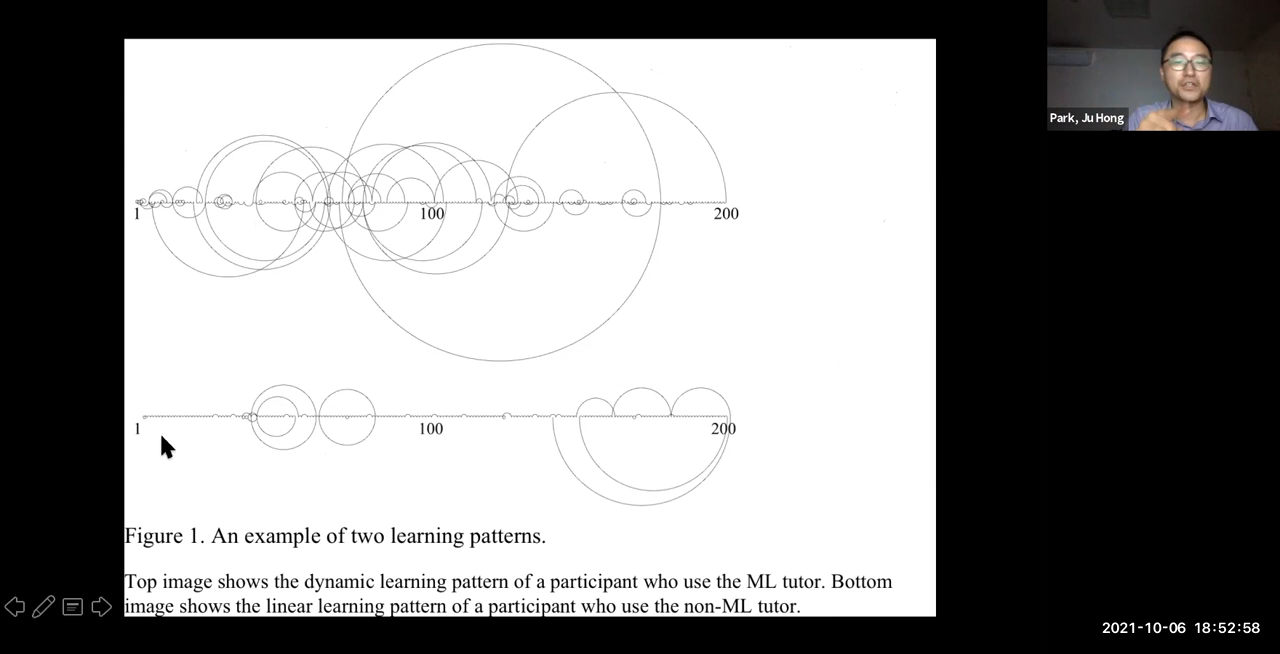 Park, Ju Hong
1
100
200
1
100
200
Figure 1. An example of two learning patterns.
Top image shows the dynamic learning pattern of a participant who use the ML tutor. Bottom
image shows the linear learning pattern of a participant who use the non-ML tutor.
2021-10-06 18:52:58